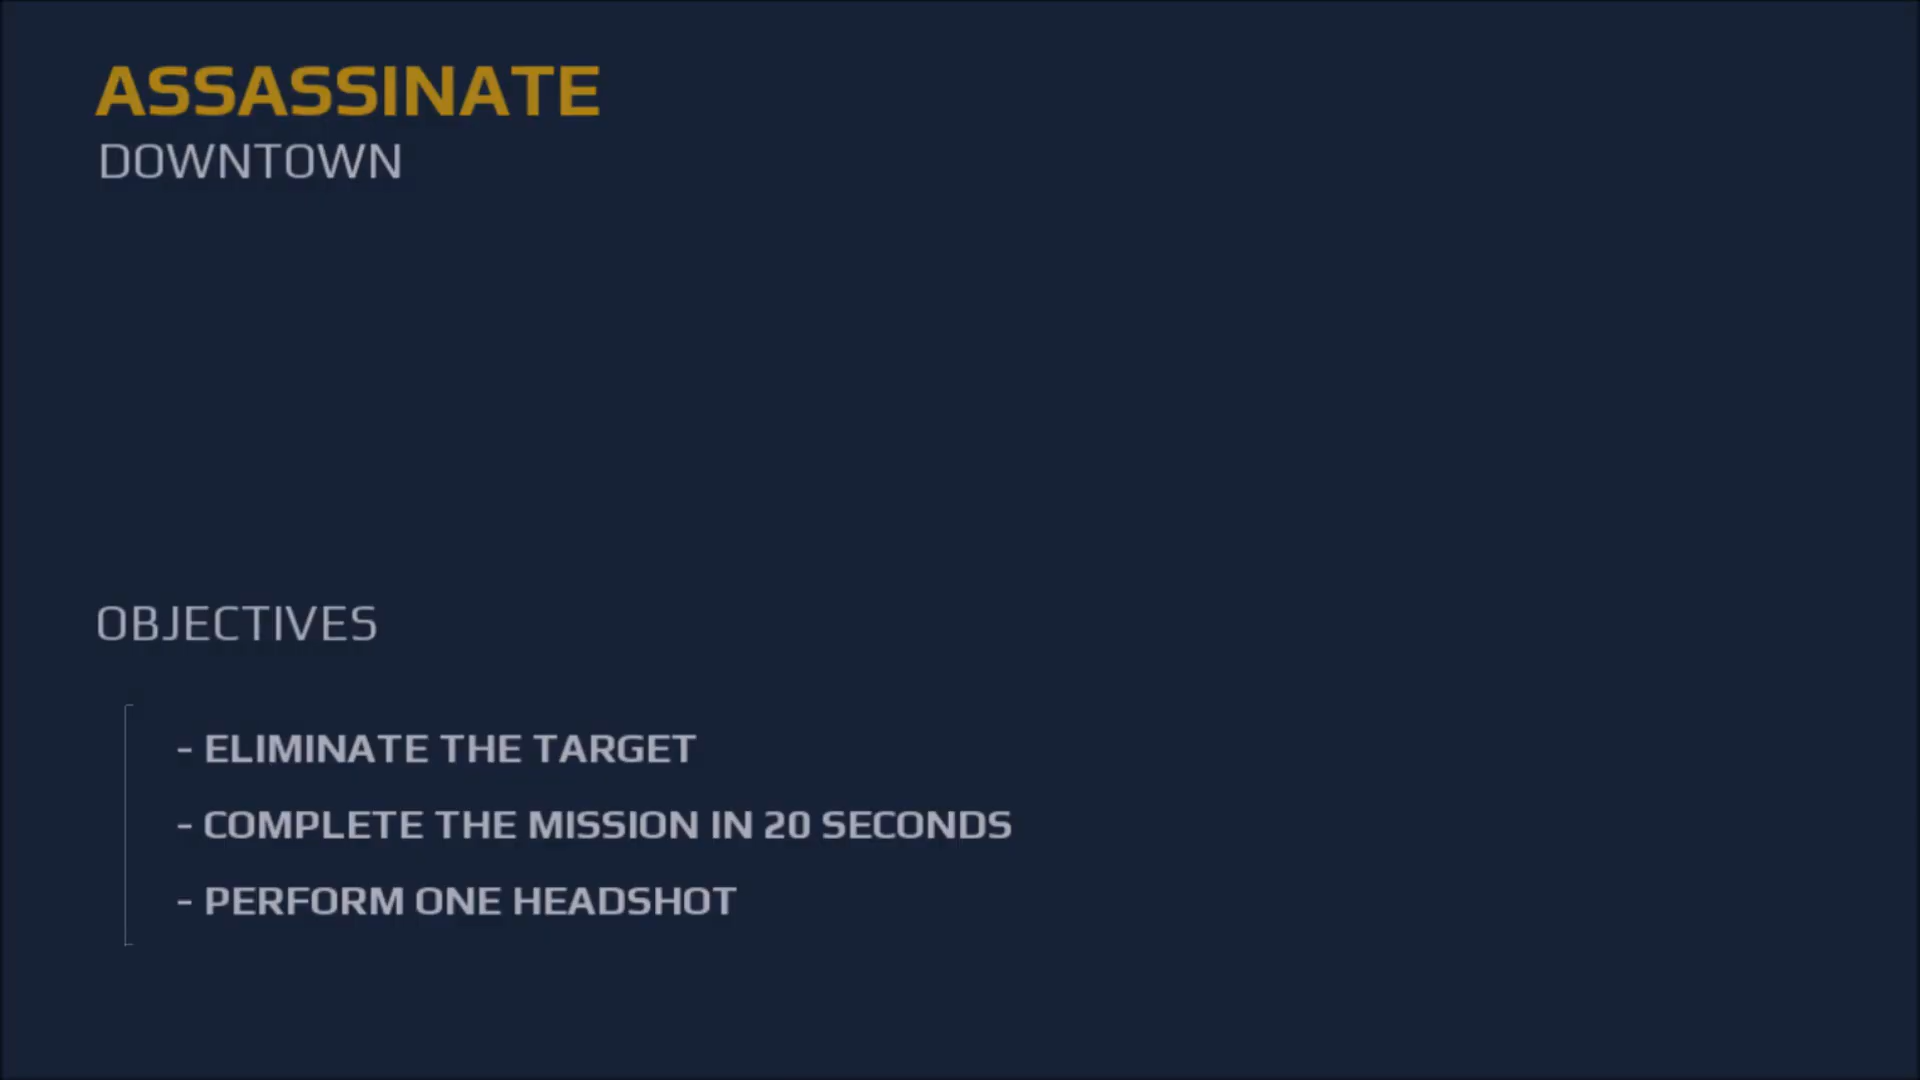 ASSASSINATE
DOWNTOWN
OBJECTIVES
- ELIMINATE THE TARGET
- COMPLETE THE MISSION IN 20 SECONDS
- PERFORM ONE HEADSHOT